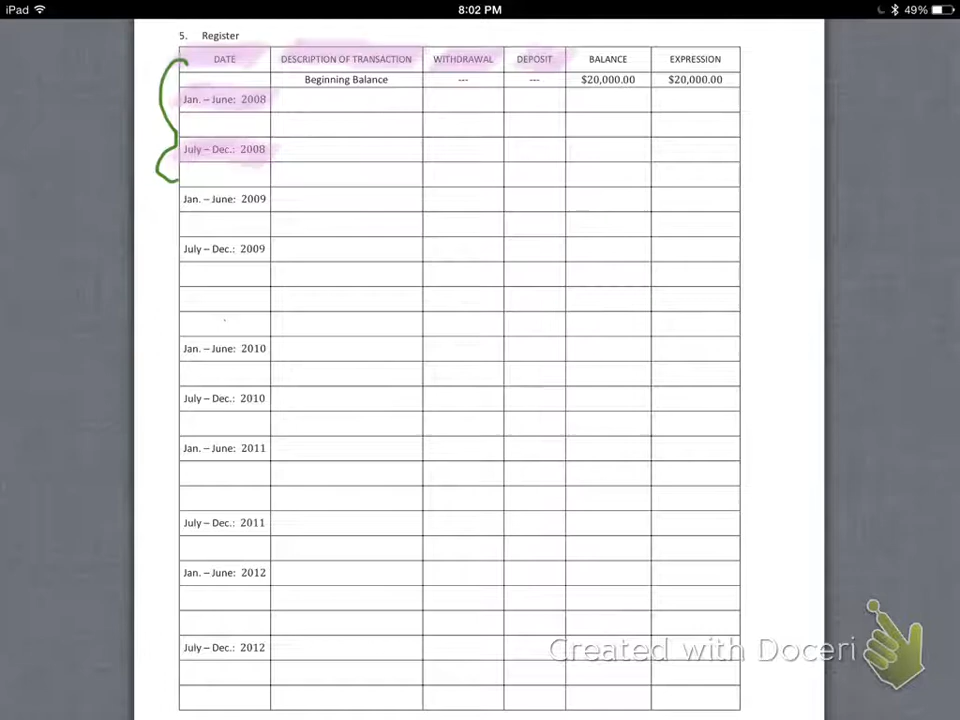 iPad 8:02 PM 49%
5. Register
DATE DESCRIPTION OF TRANSACTION WITHDRAWAL DEPOSIT BALANCE EXPRESSION
Beginning Balance --- --- $20,000.00 $20,000.00
Jan. – June: 2008
July – Dec.: 2008
Jan. – June: 2009
July – Dec.: 2009
Jan. – June: 2010
July – Dec.: 2010
Jan. – June: 2011
July – Dec.: 2011
Jan. – June: 2012
July – Dec.: 2012
Created with Doceri